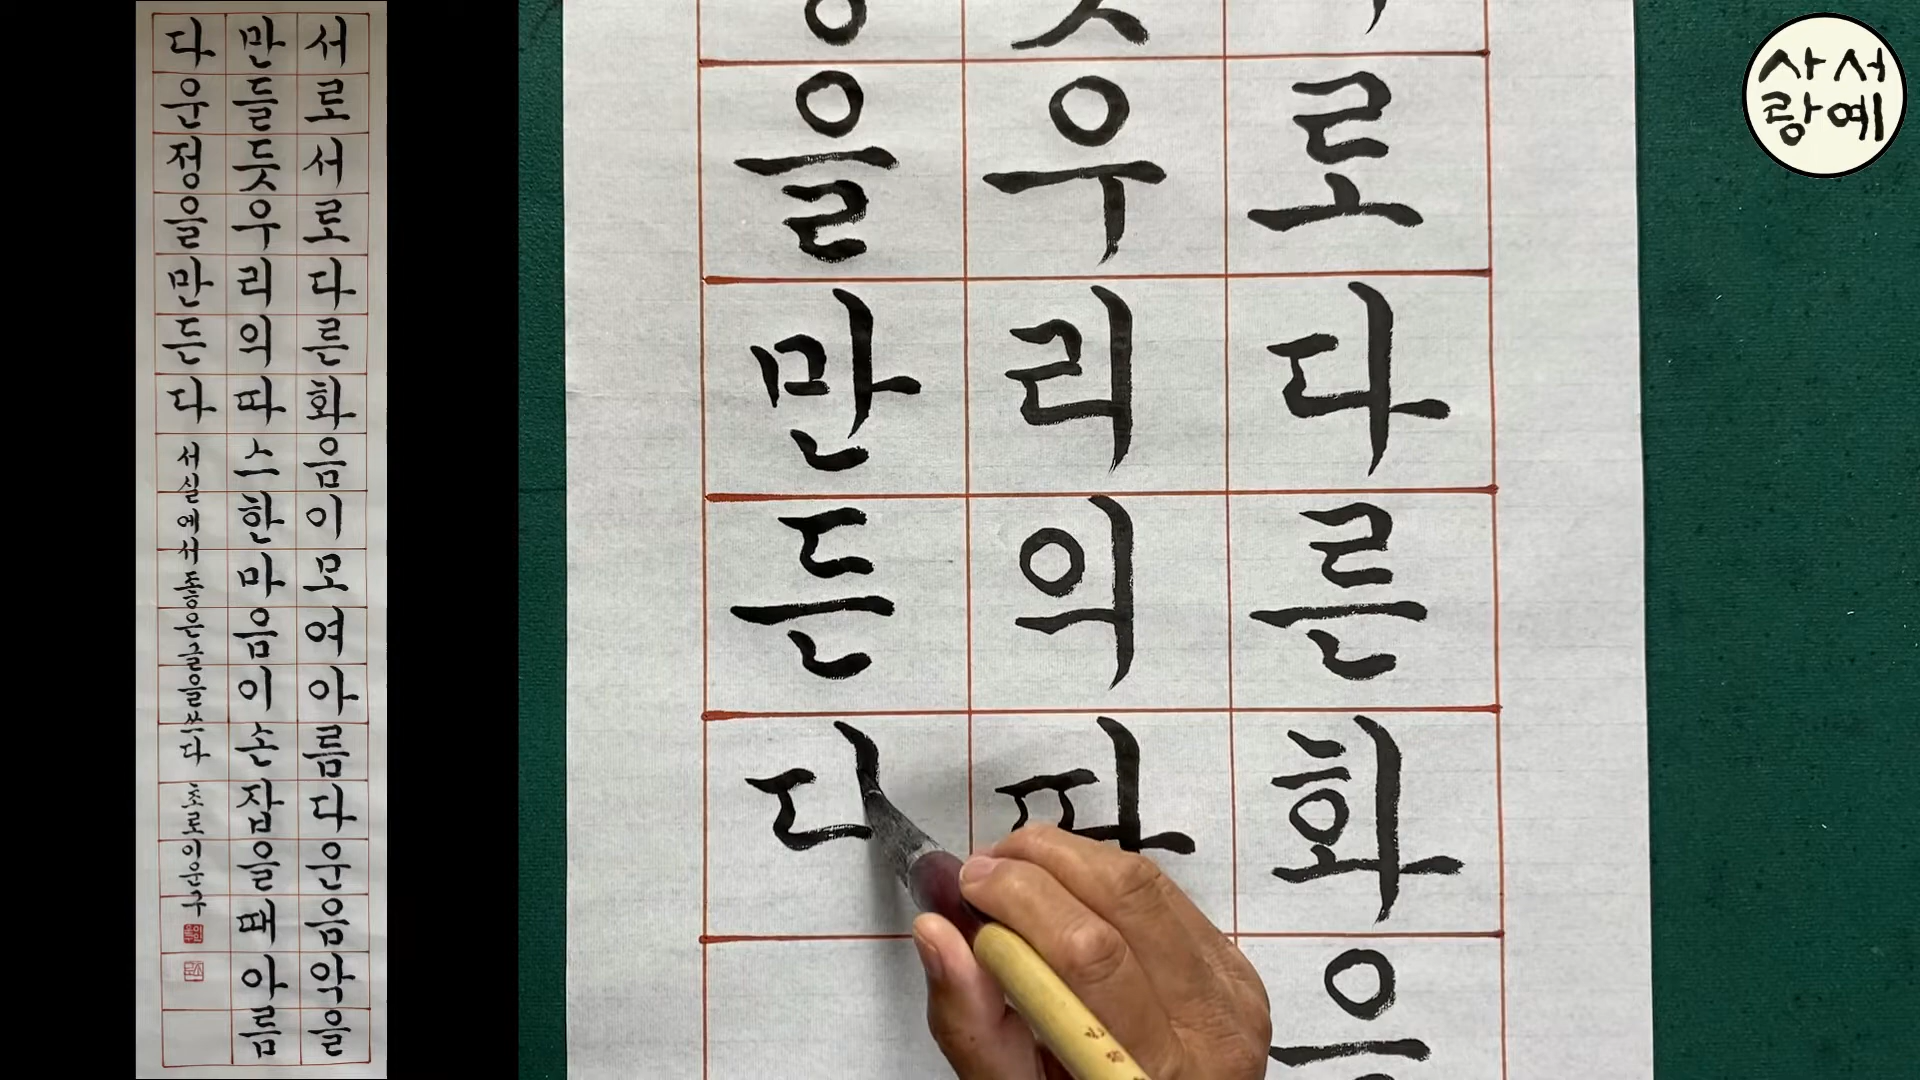 서로서로다른화음이모여아름다운음악을
만들듯우리의따스한마음이손잡을때아름
다운정을만든다 서실에서좋은글을쓰다 초로이운구
로다른화
우리의따
을만든다
서예
사랑